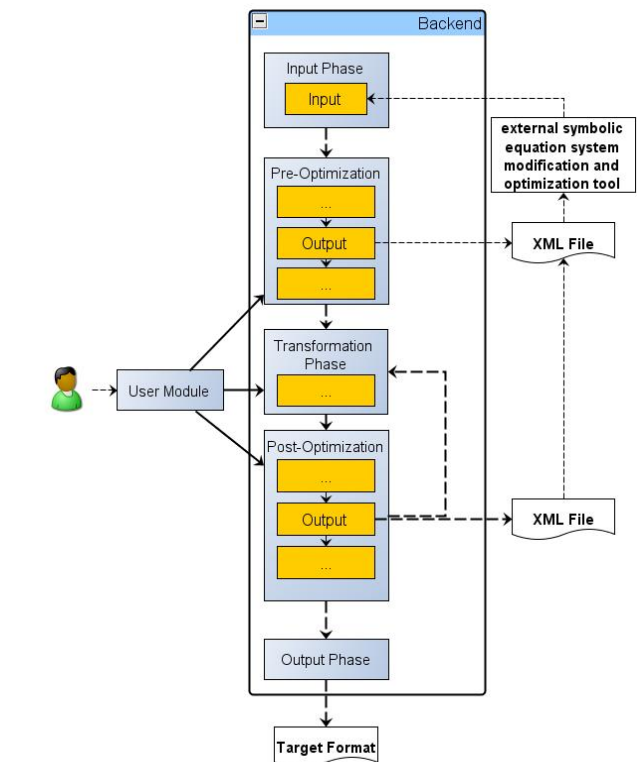 Backend
Input Phase
Input
external symbolic
equation system
modification and
optimization tool
Pre-Optimization
...
Output
XML File
...
Transformation
Phase
User Module
...
Post-Optimization
...
Output
XML File
...
Output Phase
Target Format